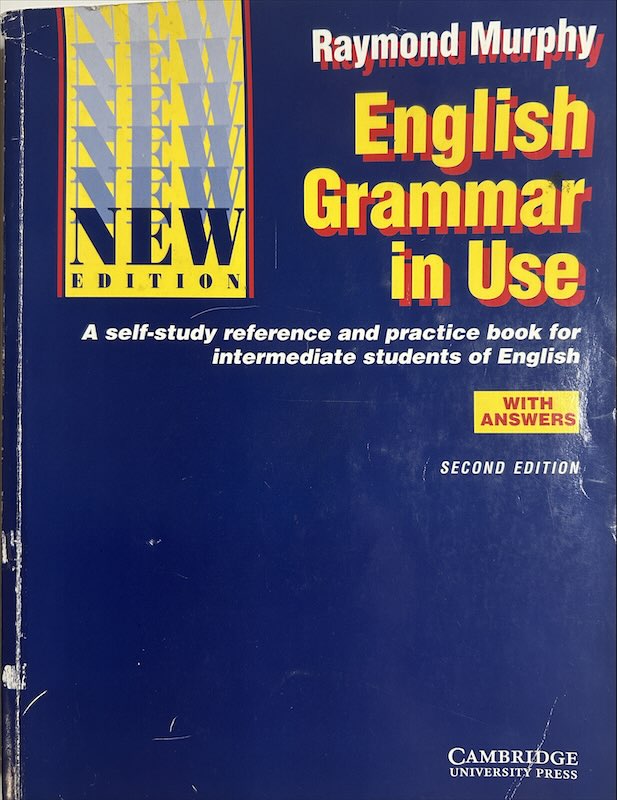 NEW
NEW
NEW
NEW
NEW
NEW
EDITION
Raymond Murphy
English
Grammar
in Use
A self-study reference and practice book for
intermediate students of English
WITH
ANSWERS
SECOND EDITION
CAMBRIDGE
UNIVERSITY PRESS